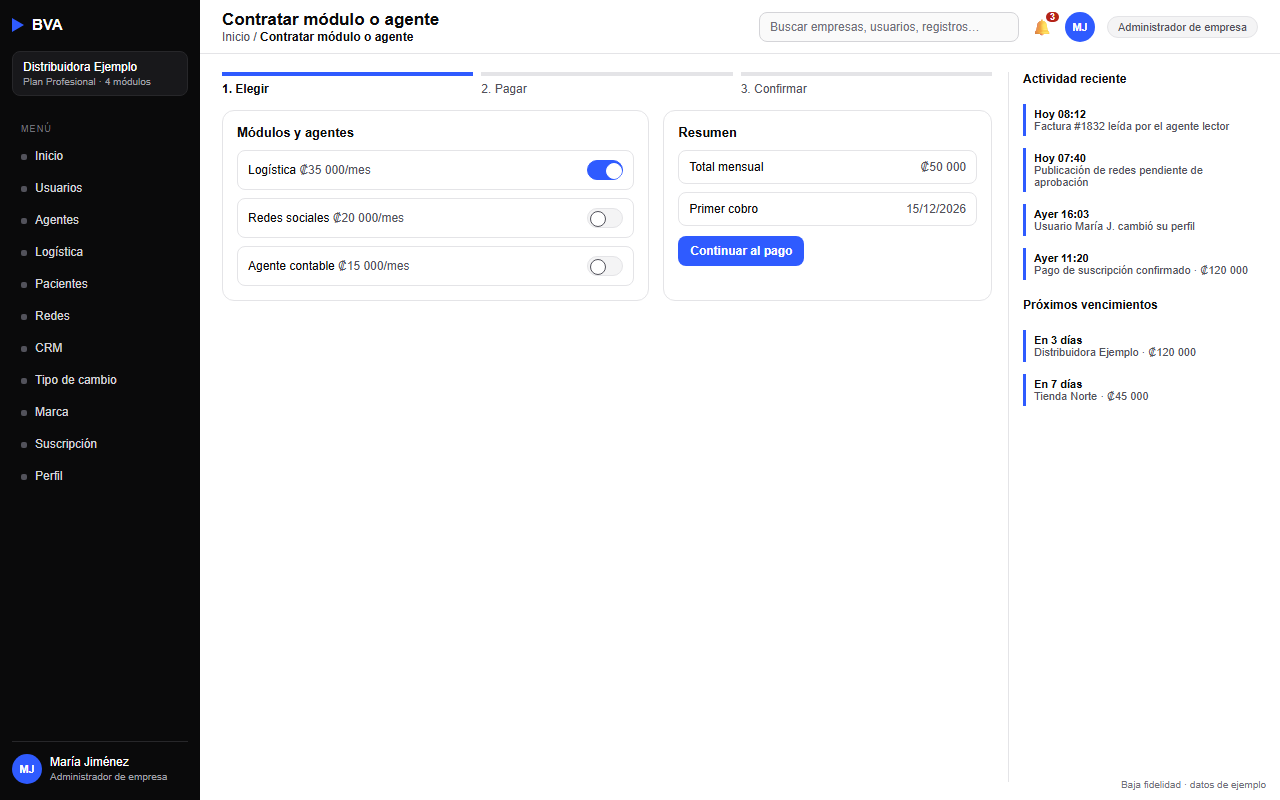 BVA
Distribuidora Ejemplo
Plan Profesional · 4 módulos
MENÚ
Inicio
Usuarios
Agentes
Logística
Pacientes
Redes
CRM
Tipo de cambio
Marca
Suscripción
Perfil
MJ
María Jiménez
Administrador de empresa
Contratar módulo o agente
Inicio / Contratar módulo o agente
Buscar empresas, usuarios, registros…
3
MJ
Administrador de empresa
1. Elegir
2. Pagar
3. Confirmar
Módulos y agentes
Logística ₡35 000/mes
Redes sociales ₡20 000/mes
Agente contable ₡15 000/mes
Resumen
Total mensual ₡50 000
Primer cobro 15/12/2026
Continuar al pago
Actividad reciente
Hoy 08:12
Factura #1832 leída por el agente lector
Hoy 07:40
Publicación de redes pendiente de
aprobación
Ayer 16:03
Usuario María J. cambió su perfil
Ayer 11:20
Pago de suscripción confirmado · ₡120 000
Próximos vencimientos
En 3 días
Distribuidora Ejemplo · ₡120 000
En 7 días
Tienda Norte · ₡45 000
Baja fidelidad · datos de ejemplo